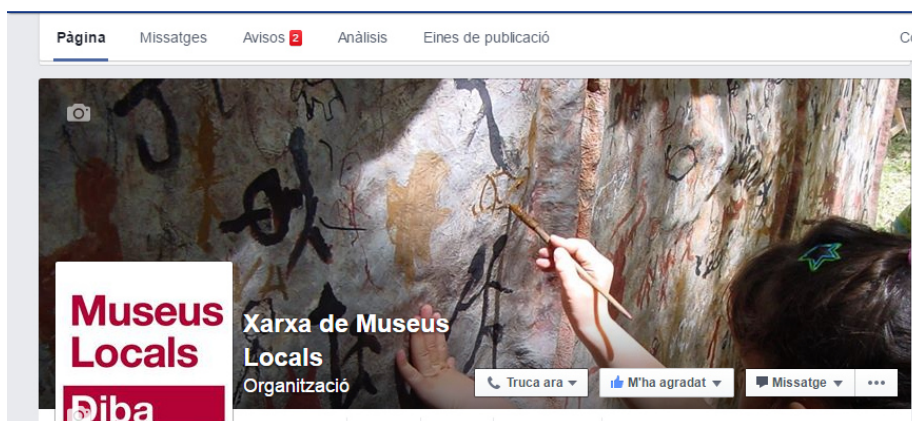 Pàgina Missatges Avisos 2 Anàlisis Eines de publicació
Museus
Locals
Diba
Xarxa de Museus
Locals
Organització
Truca ara M'ha agradat Missatge